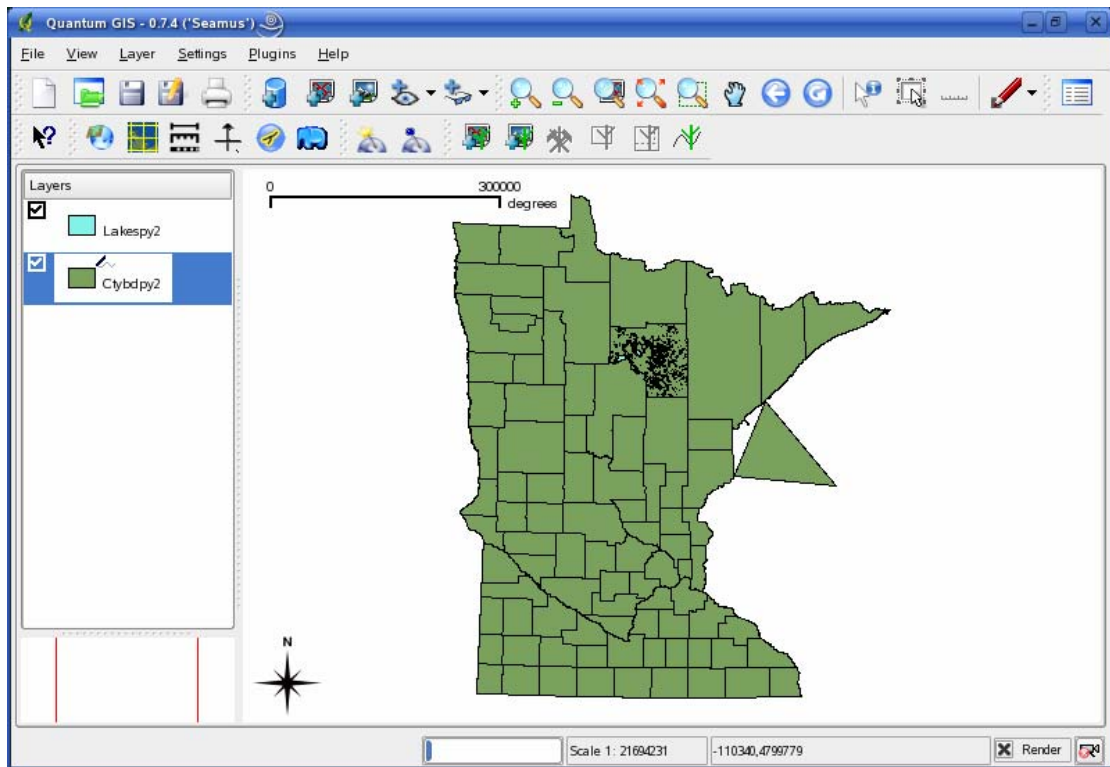 Quantum GIS - 0.7.4 ('Seamus')
File View Layer Settings Plugins Help
Layers
Lakespy2
Ctybdpy2
0 300000
degrees
N
Scale 1: 21694231
-110340,4799779
Render